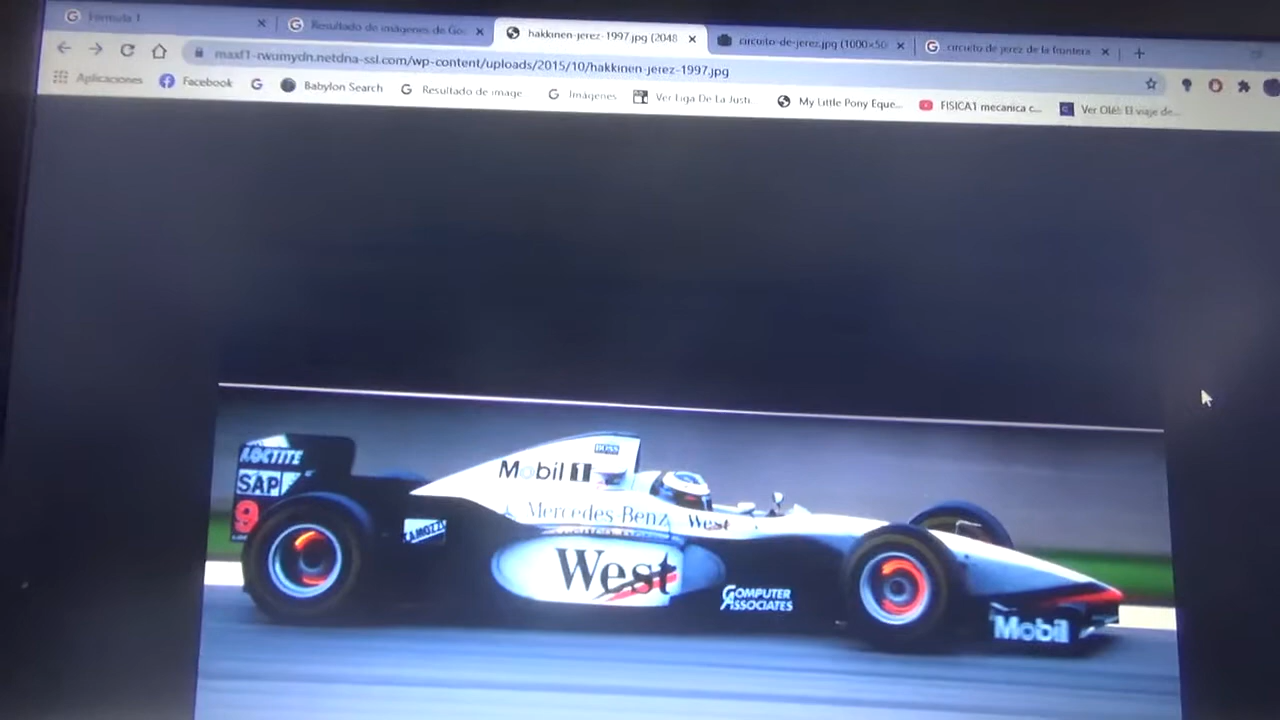 Fórmula 1
Resultado de imágenes de Goo
hakkinen-jerez-1997.jpg (2048
circuito-de-jerez.jpg (1000×50
circuito de jerez de la frontera
maxf1-rwumydn.netdna-ssl.com/wp-content/uploads/2015/10/hakkinen-jerez-1997.jpg
Aplicaciones
Facebook
Babylon Search
Resultado de image
Imágenes
Ver Liga De La Justi...
My Little Pony Eque...
FISICA1 mecanica c...
Ver Olé!: El viaje de...
LOCTITE
SAP
9
Mobil 1
BOSS
Mercedes Benz
West
West
COMPUTER
ASSOCIATES
Mobil